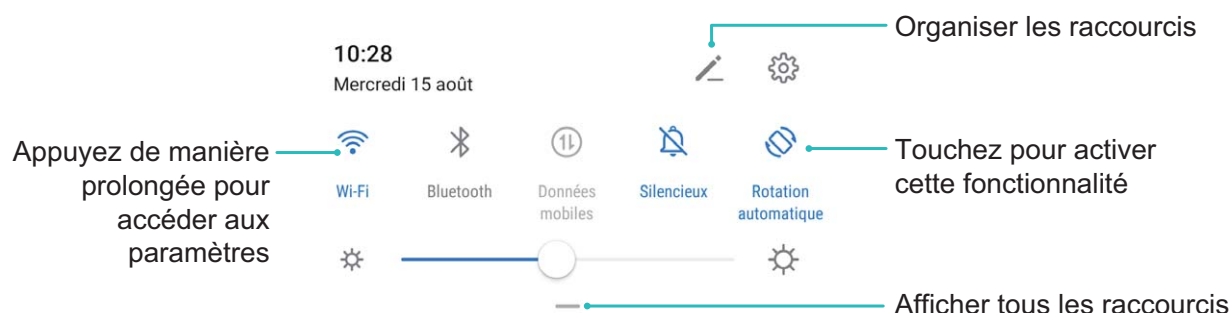 Organiser les raccourcis
10:28
Mercredi 15 août
Appuyez de manière
prolongée pour
accéder aux
paramètres
Wi-Fi
Bluetooth
Données
mobiles
Silencieux
Rotation
automatique
Touchez pour activer
cette fonctionnalité
Afficher tous les raccourcis